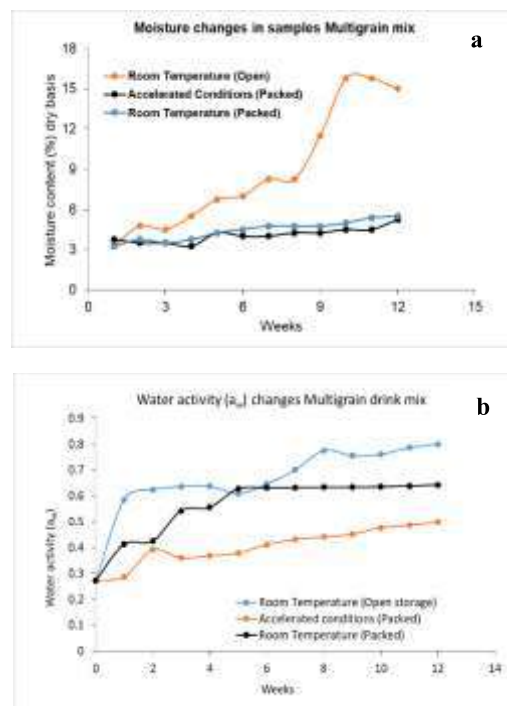 Moisture changes in samples Multigrain mix
a
18
Room Temperature (Open)
15
Accelerated Conditions (Packed)
Room Temperature (Packed)
12
9
6
3
0
Moisture content (%) dry basis
0 3 6 9 12 15
Weeks
Water activity (aw) changes Multigrain drink mix
b
0.9
0.8
0.7
0.6
0.5
0.4
0.3
0.2
0.1
0
Water activity (aw)
Room Temperature (Open storage)
Accelerated conditions (Packed)
Room Temperature (Packed)
0 2 4 6 8 10 12 14
Weeks